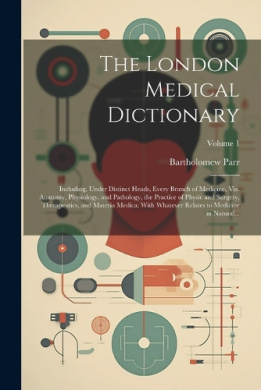 The London
Medical
Dictionary
Including, Under Distinct Heads, Every Branch of Medicine, Viz.
Anatomy, Physiology, and Pathology, the Practice of Physic and Surgery,
Therapeutics, and Materia Medica; With Whatever Relates to Medicine
in Natural...
Volume 1
Bartholomew Parr